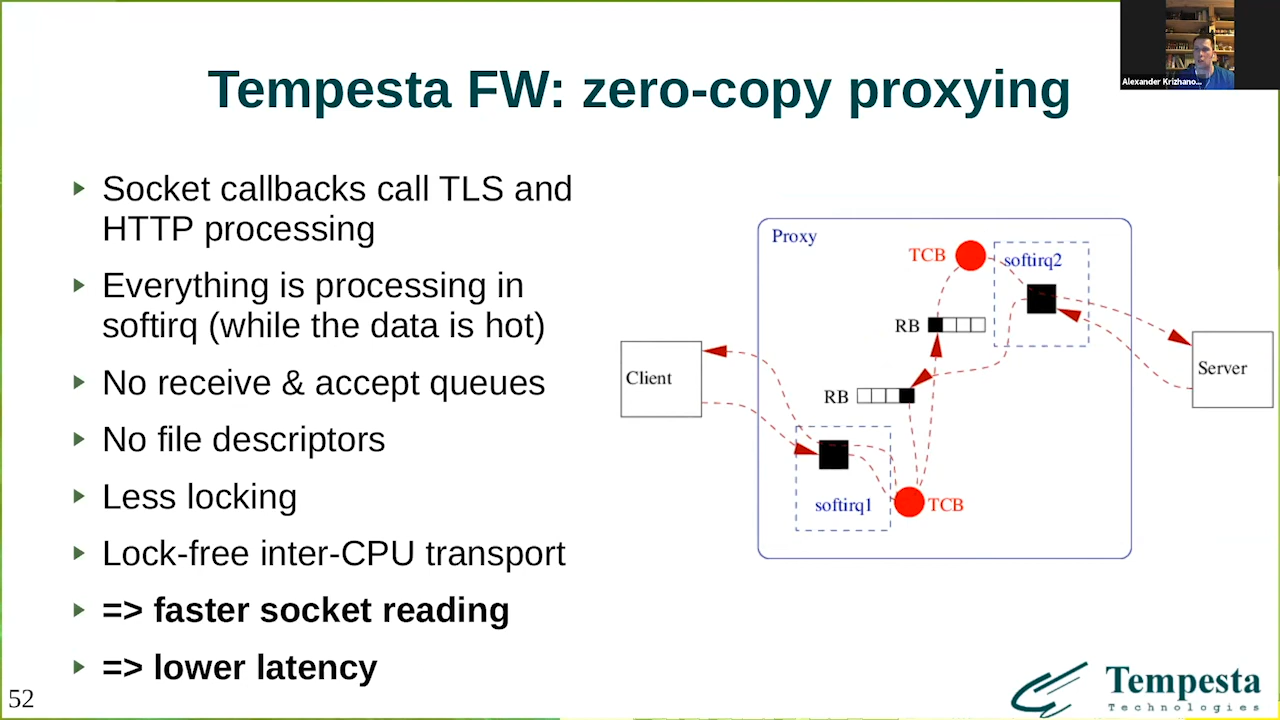 Alexander Krizhano...
Tempesta FW: zero-copy proxying
Socket callbacks call TLS and
HTTP processing
Everything is processing in
softirq (while the data is hot)
No receive & accept queues
No file descriptors
Less locking
Lock-free inter-CPU transport
=> faster socket reading
=> lower latency
Proxy
TCB
softirq2
RB
Client
Server
RB
softirq1
TCB
52
Tempesta
Technologies